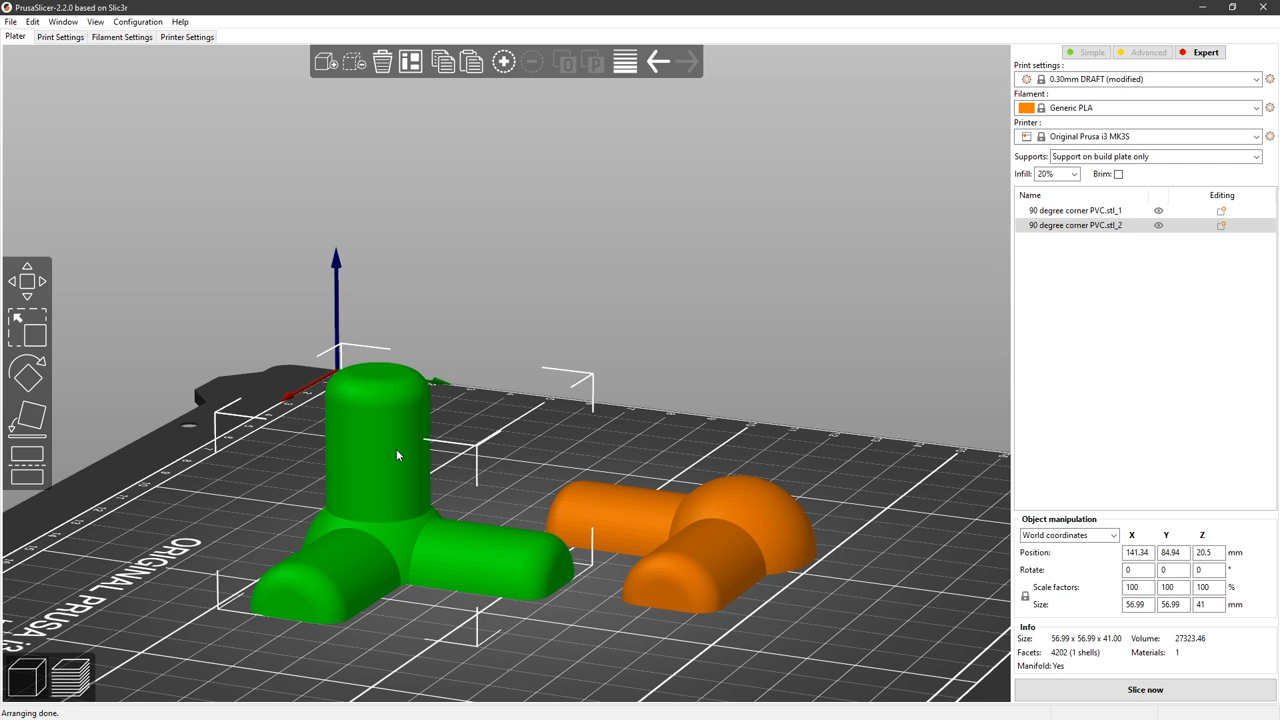 PrusaSlicer-2.2.0 based on Slic3r
File Edit Window View Configuration Help
Plater Print Settings Filament Settings Printer Settings
Simple Advanced Expert
Print settings :
0.30mm DRAFT (modified)
Filament :
Generic PLA
Printer :
Original Prusa i3 MK3S
Supports: Support on build plate only
Infill: 20% Brim:
Name Editing
90 degree corner PVC.stl_1
90 degree corner PVC.stl_2
ORIGINAL PRUSA i3
Object manipulation
World coordinates X Y Z
Position: 141.34 84.94 20.5 mm
Rotate: 0 0 0 °
Scale factors: 100 100 100 %
Size: 56.99 56.99 41 mm
Info
Size: 56.99 x 56.99 x 41.00 Volume: 27323.46
Facets: 4202 (1 shells) Materials: 1
Manifold: Yes
Slice now
Arranging done.